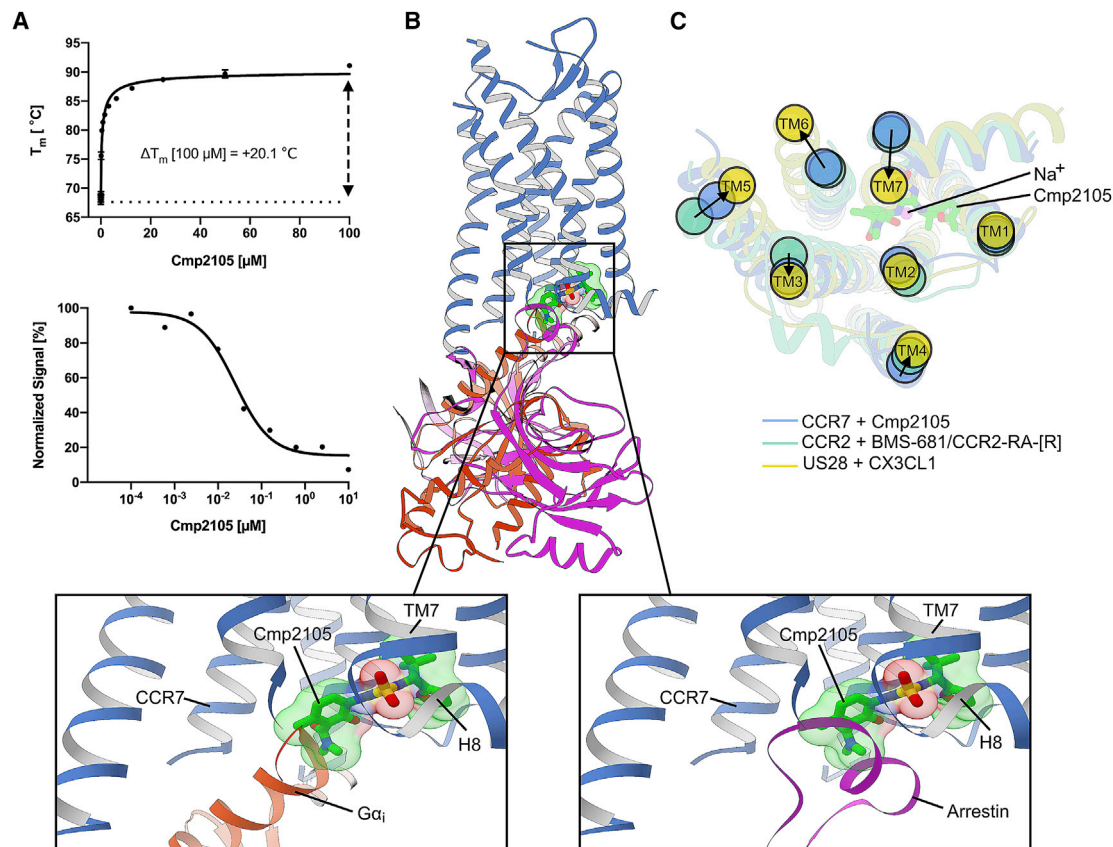 A
B
C
95
90
85
80
75
70
65
Tm [ °C]
ΔTm [100 µM] = +20.1 °C
0
20
40
60
80
100
Cmp2105 [µM]
100
80
60
40
20
0
Normalized Signal [%]
10⁻⁴
10⁻³
10⁻²
10⁻¹
10⁰
10¹
Cmp2105 [µM]
TM6
TM5
TM7
Na⁺
Cmp2105
TM1
TM3
TM2
TM4
CCR7 + Cmp2105
CCR2 + BMS-681/CCR2-RA-[R]
US28 + CX3CL1
TM7
Cmp2105
CCR7
H8
Gαi
TM7
Cmp2105
CCR7
H8
Arrestin